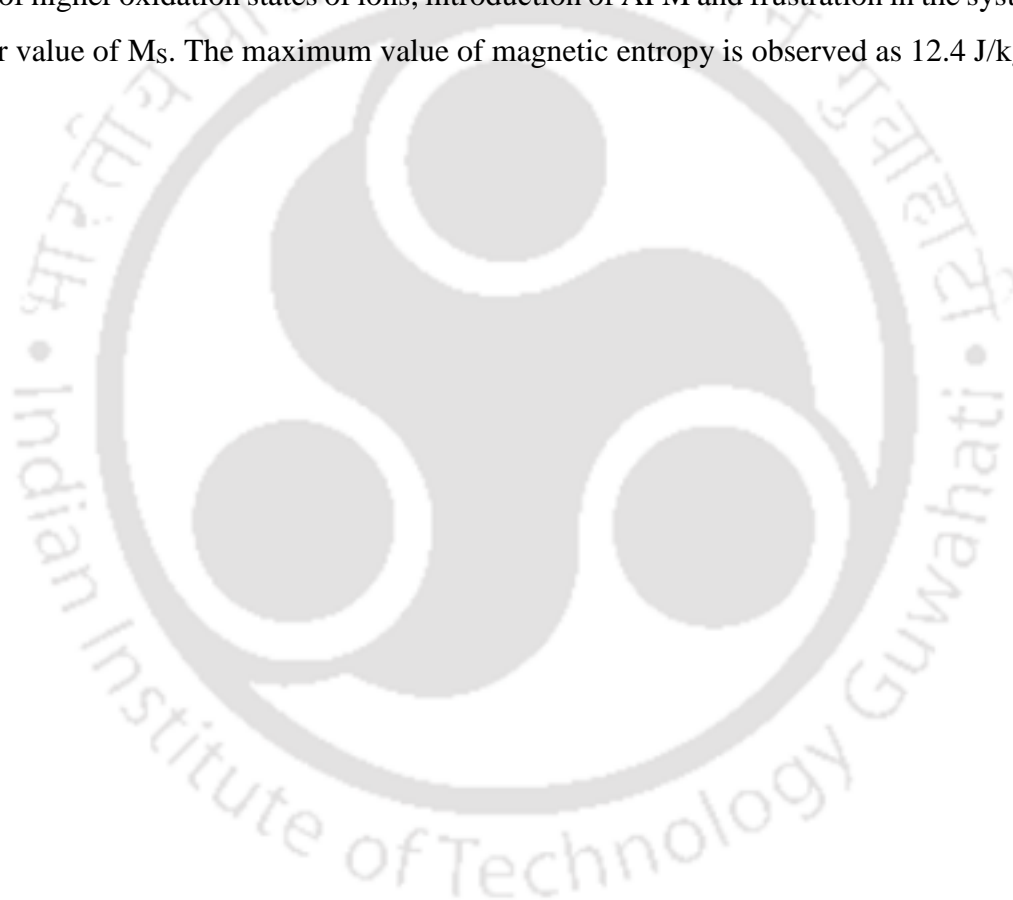 of higher oxidation states of ions, introduction of AFM and frustration in the syst
r value of MS. The maximum value of magnetic entropy is observed as 12.4 J/k
भारतीय
गुवाहाटी
• Indian Institute of Technology Guwahati •